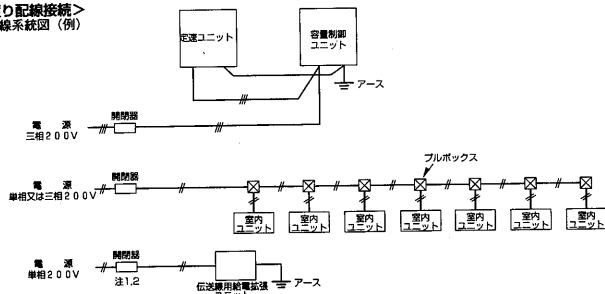 り配線接続>
線系統図（例）
定速ユニット
容量制御
ユニット
アース
電　源
三相200V
開閉器
プルボックス
電　源
単相又は三相200V
開閉器
室内
ユニット
室内
ユニット
室内
ユニット
室内
ユニット
室内
ユニット
室内
ユニット
室内
ユニット
電　源
単相200V
開閉器
注1,2
伝送線用給電拡張
ユニット
アース